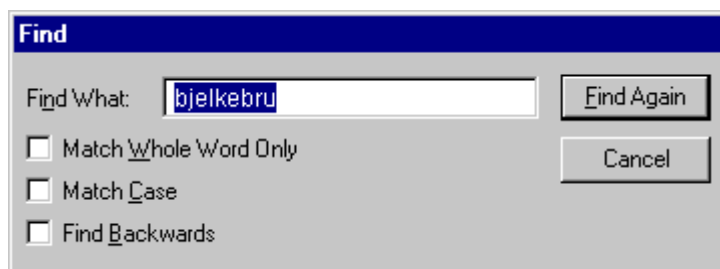 Find
Find What: bjelkebru Find Again
Match Whole Word Only
Cancel
Match Case
Find Backwards